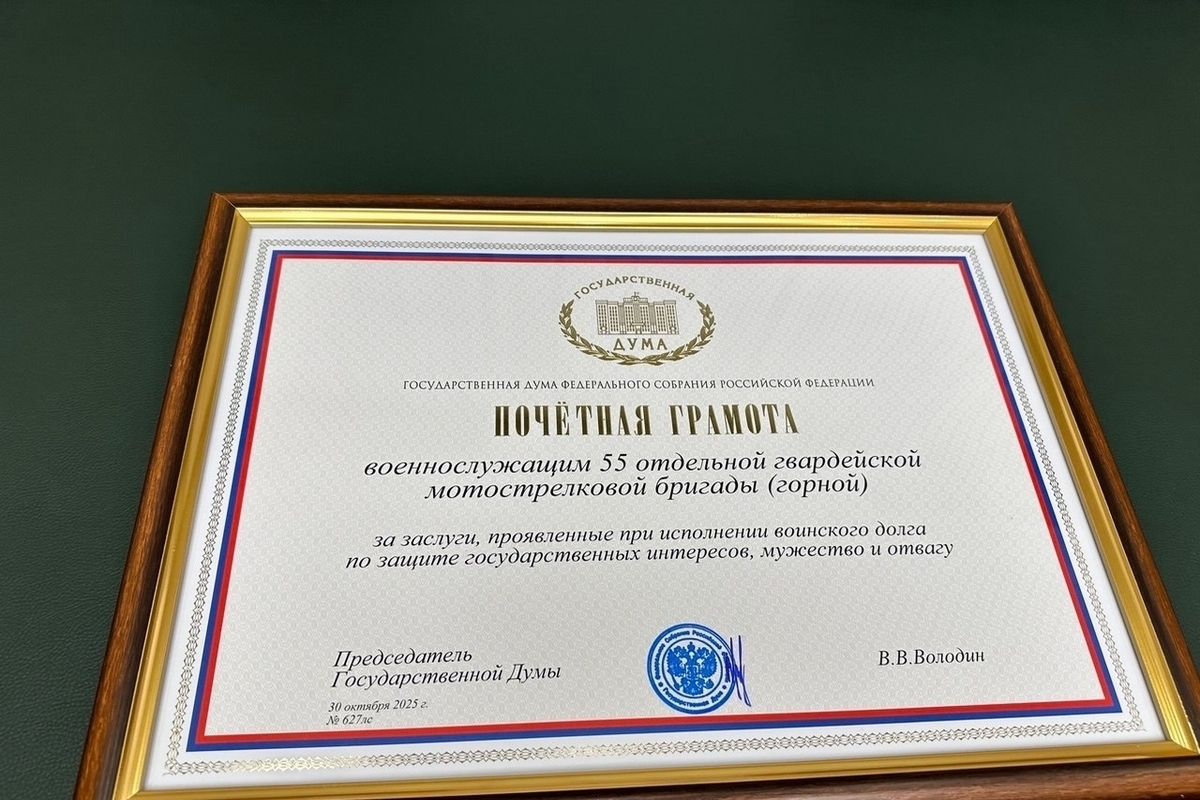 ГОСУДАРСТВЕННАЯ
ДУМА
ГОСУДАРСТВЕННАЯ ДУМА ФЕДЕРАЛЬНОГО СОБРАНИЯ РОССИЙСКОЙ ФЕДЕРАЦИИ
ПОЧЁТНАЯ ГРАМОТА
военнослужащим 55 отдельной гвардейской
мотострелковой бригады (горной)
за заслуги, проявленные при исполнении воинского долга
по защите государственных интересов, мужество и отвагу
Председатель
Государственной Думы
В.В.Володин
30 октября 2025 г.
№ 627лс